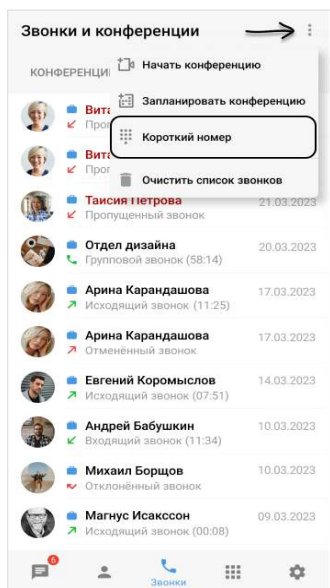 Звонки и конференции
КОНФЕРЕНЦИИ
Начать конференцию
Запланировать конференцию
Короткий номер
Очистить список звонков
Вита
Проп
Вита
Проп
Таисия Петрова
21.03.2023
Пропущенный звонок
Отдел дизайна
20.03.2023
Групповой звонок (58:14)
Арина Карандашова
17.03.2023
Исходящий звонок (11:25)
Арина Карандашова
17.03.2023
Отменённый звонок
Евгений Коромыслов
14.03.2023
Исходящий звонок (07:51)
Андрей Бабушкин
10.03.2023
Входящий звонок (11:34)
Михаил Борщов
10.03.2023
Отклонённый звонок
Магнус Исакссон
09.03.2023
Исходящий звонок (00:08)
6
Звонки